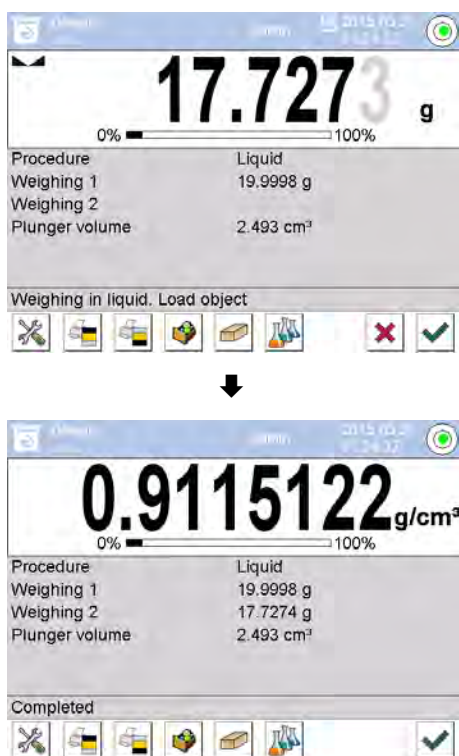 17.7273 g
0% 100%
Procedure Liquid
Weighing 1 19.9998 g
Weighing 2
Plunger volume 2.493 cm³
Weighing in liquid. Load object
0.9115122 g/cm³
0% 100%
Procedure Liquid
Weighing 1 19.9998 g
Weighing 2 17.7274 g
Plunger volume 2.493 cm³
Completed